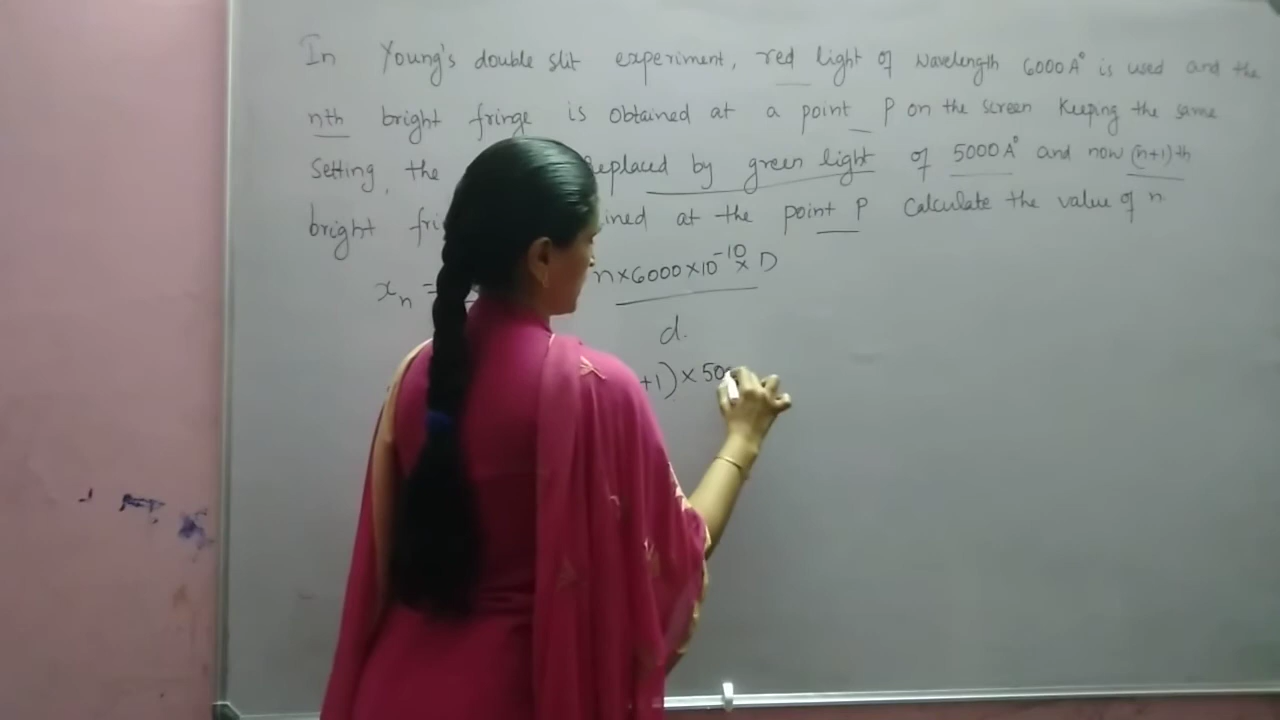 In Young's double slit experiment, red light of wavelength 6000 A° is used and the
nth bright fringe is obtained at a point P on the screen Keeping the same
Setting, the eplaced by green light of 5000 A° and now (n+1)th
bright ined at the point P Calculate the value of n
xn = n×6000×10^-10 × D
d.
+1) × 50